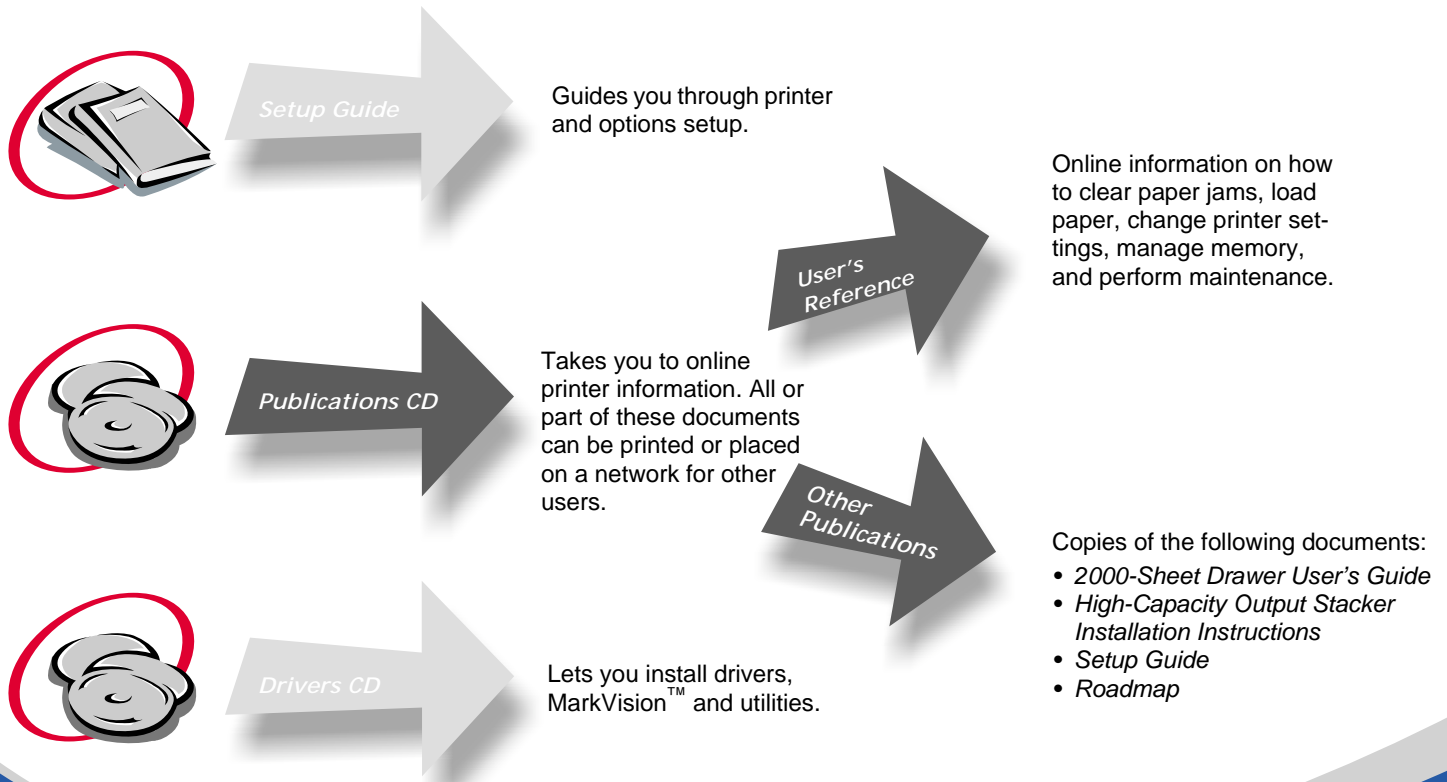 Setup Guide
Guides you through printer
and options setup.
Publications CD
Takes you to online
printer information. All or
part of these documents
can be printed or placed
on a network for other
users.
User's
Reference
Online information on how
to clear paper jams, load
paper, change printer set-
tings, manage memory,
and perform maintenance.
Other
Publications
Copies of the following documents:
• 2000-Sheet Drawer User's Guide
• High-Capacity Output Stacker
Installation Instructions
• Setup Guide
• Roadmap
Drivers CD
Lets you install drivers,
MarkVision™ and utilities.